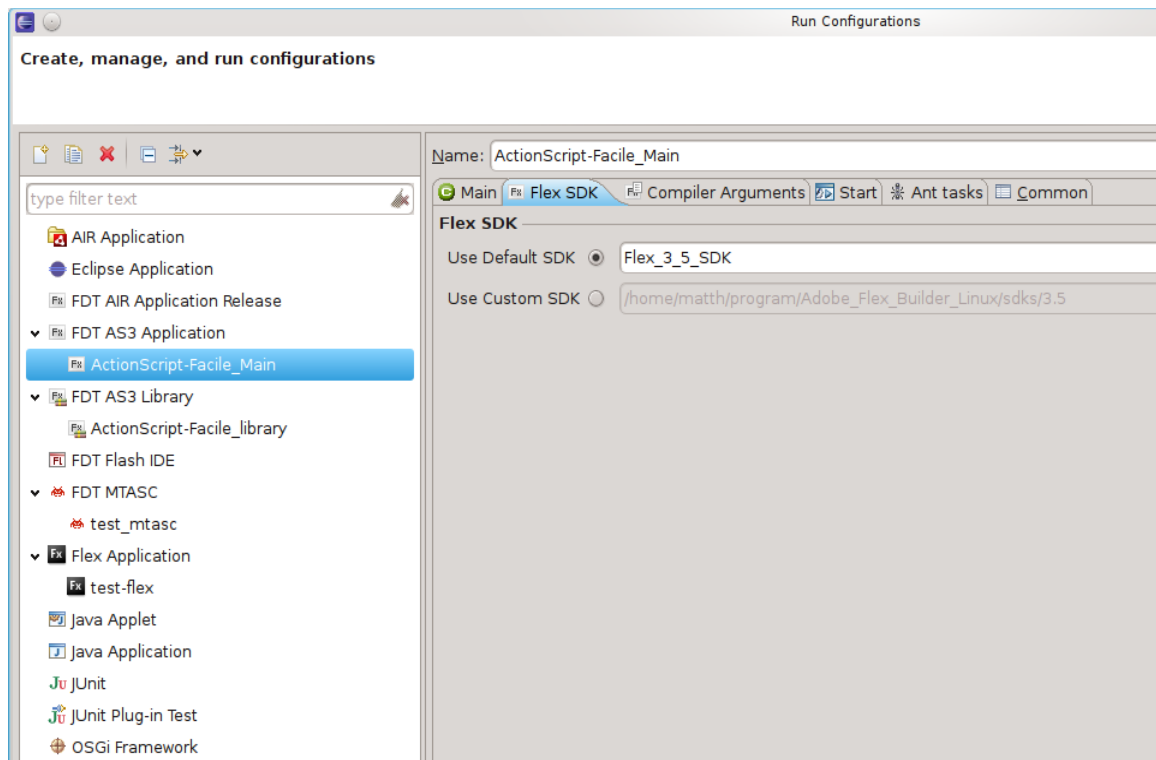 Run Configurations
Create, manage, and run configurations
Name: ActionScript-Facile_Main
type filter text
Main Flex SDK Compiler Arguments Start Ant tasks Common
AIR Application
Eclipse Application
FDT AIR Application Release
FDT AS3 Application
ActionScript-Facile_Main
FDT AS3 Library
ActionScript-Facile_library
FDT Flash IDE
FDT MTASC
test_mtasc
Flex Application
test-flex
Java Applet
Java Application
JUnit
JUnit Plug-in Test
OSGi Framework
Flex SDK
Use Default SDK Flex_3_5_SDK
Use Custom SDK /home/matth/program/Adobe_Flex_Builder_Linux/sdks/3.5